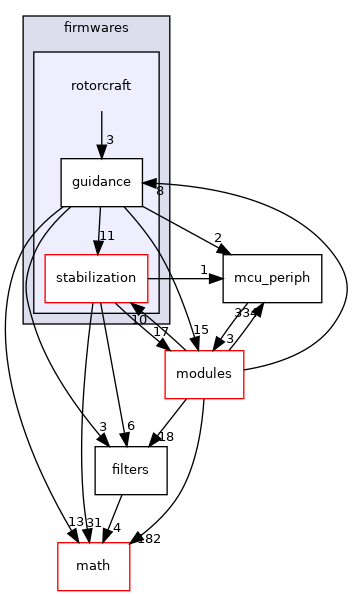 firmwares
rotorcraft
3
guidance
8
11
2
stabilization
1
mcu_periph
10
17
15
334
3
modules
3
6
18
filters
13
31
4
182
math